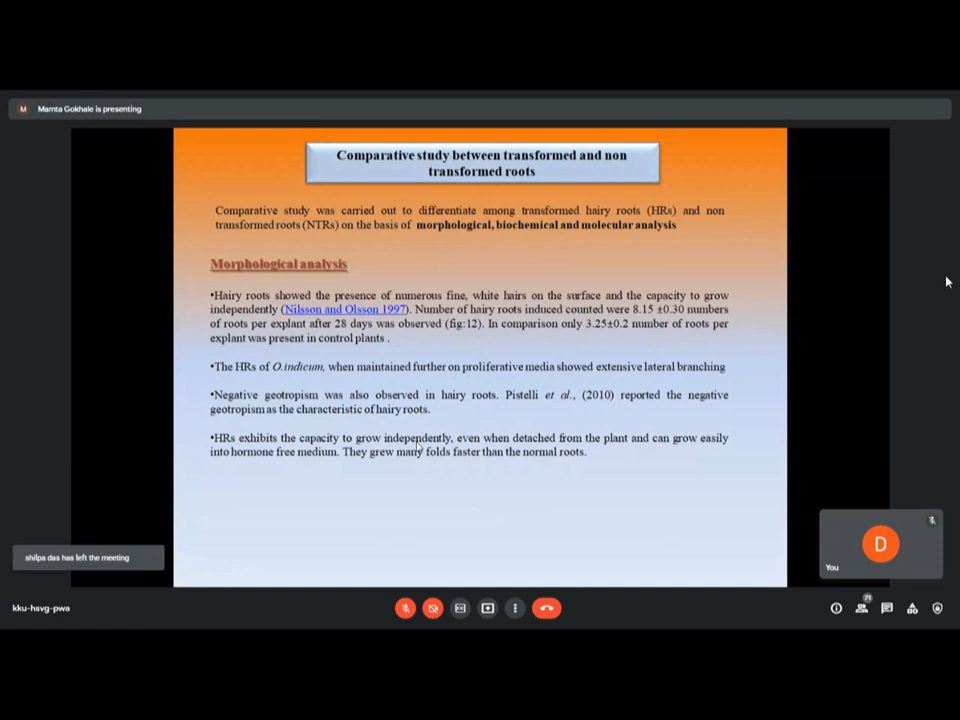 M Mamta Gokhale is presenting
Comparative study between transformed and non
transformed roots
Comparative study was carried out to differentiate among transformed hairy roots (HRs) and non
transformed roots (NTRs) on the basis of morphological, biochemical and molecular analysis
Morphological analysis
•Hairy roots showed the presence of numerous fine, white hairs on the surface and the capacity to grow
independently (Nilsson and Olsson 1997). Number of hairy roots induced counted were 8.15 ±0.30 numbers
of roots per explant after 28 days was observed (fig:12). In comparison only 3.25±0.2 number of roots per
explant was present in control plants .
•The HRs of O.indicum, when maintained further on proliferative media showed extensive lateral branching
•Negative geotropism was also observed in hairy roots. Pistelli et al., (2010) reported the negative
geotropism as the characteristic of hairy roots.
•HRs exhibits the capacity to grow independently, even when detached from the plant and can grow easily
into hormone free medium. They grew many folds faster than the normal roots.
D
You
shilpa das has left the meeting
kku-hsvg-pwa
71